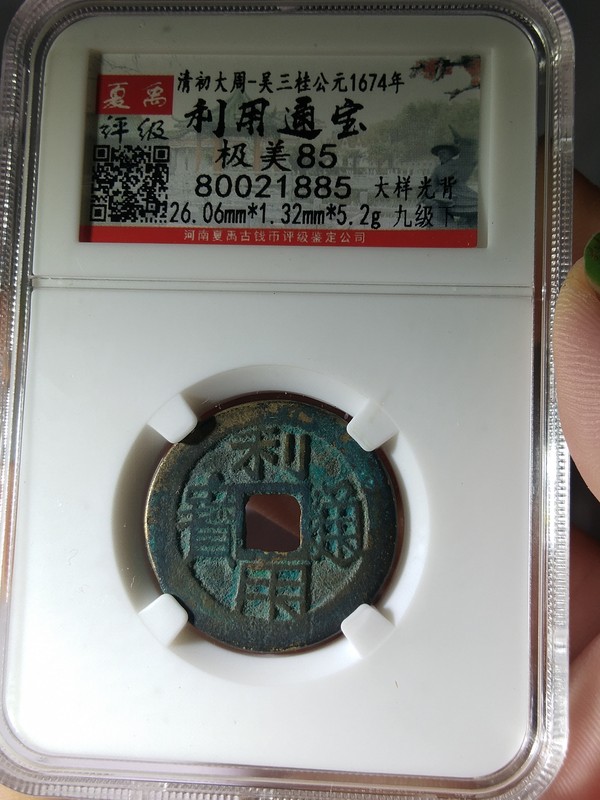 夏禹
评级
清初大周-吴三桂公元1674年
利用通宝
极美85
80021885 大样光背
26.06mm*1.32mm*5.2g 九级下
河南夏禹古钱币评级鉴定公司
利用通寶